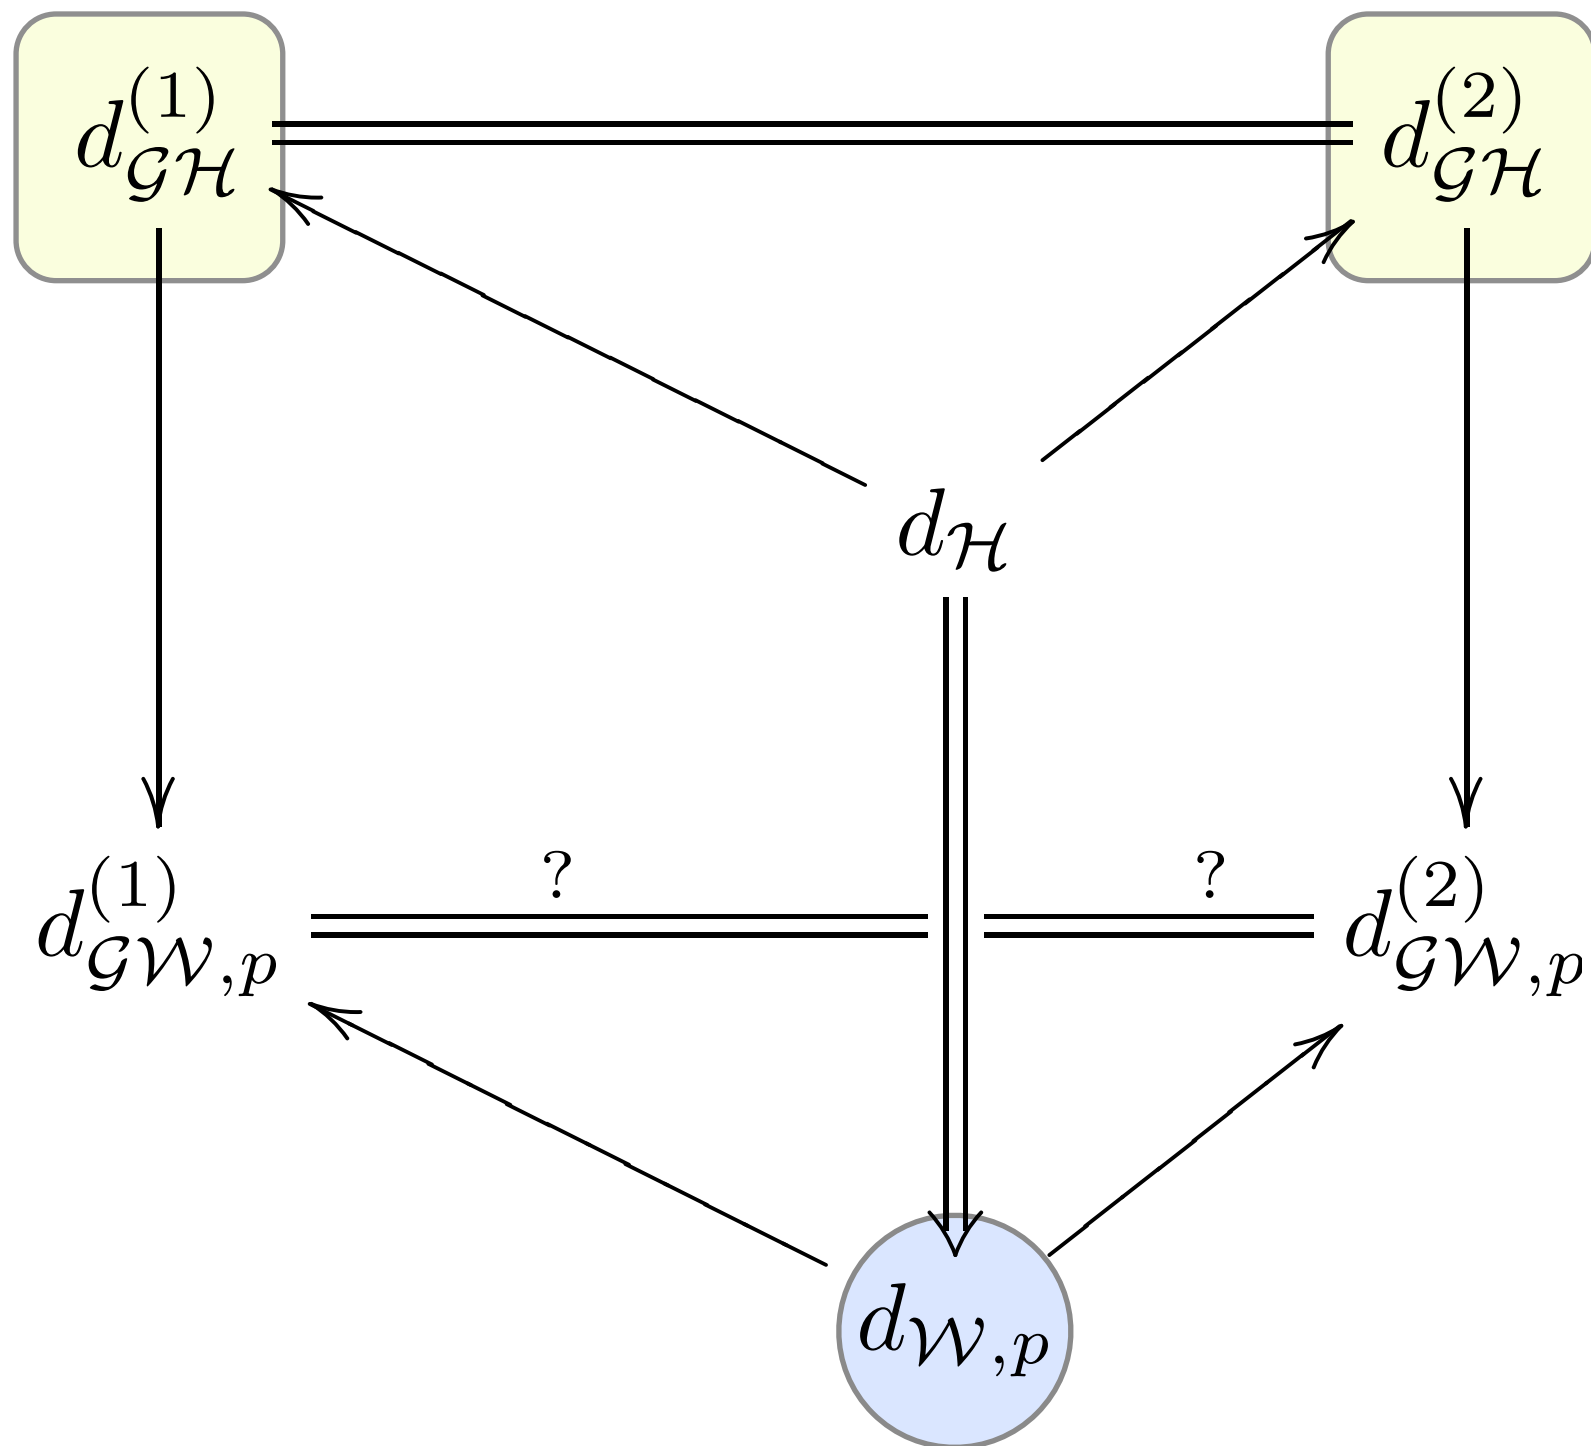 $d_{\mathcal{GH}}^{(1)}$ $d_{\mathcal{GH}}^{(2)}$
$d_{\mathcal{H}}$
? ?
$d_{\mathcal{GW},p}^{(1)}$ $d_{\mathcal{GW},p}^{(2)}$
$d_{\mathcal{W},p}$